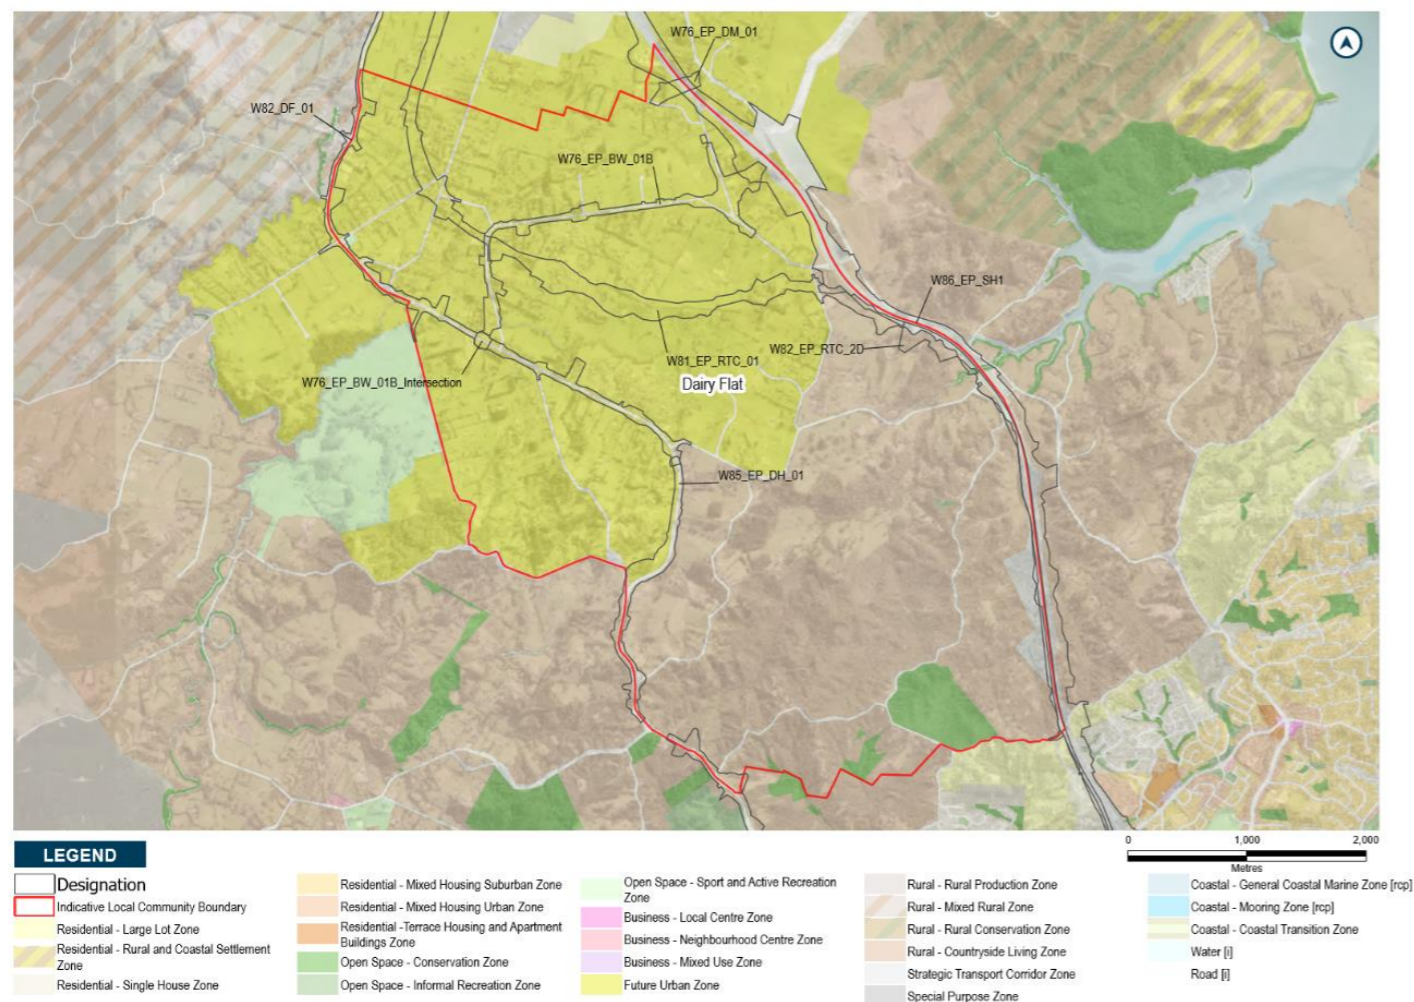 W76_EP_DM_01
W82_DF_01
W76_EP_BW_01B
W86_EP_SH1
W82_EP_RTC_2D
W81_EP_RTC_01
W76_EP_BW_01B_Intersection
Dairy Flat
W85_EP_DH_01
0 1,000 2,000
Metres
LEGEND
Designation
Indicative Local Community Boundary
Residential - Large Lot Zone
Residential - Rural and Coastal Settlement
Zone
Residential - Single House Zone
Residential - Mixed Housing Suburban Zone
Residential - Mixed Housing Urban Zone
Residential -Terrace Housing and Apartment
Buildings Zone
Open Space - Conservation Zone
Open Space - Informal Recreation Zone
Open Space - Sport and Active Recreation
Zone
Business - Local Centre Zone
Business - Neighbourhood Centre Zone
Business - Mixed Use Zone
Future Urban Zone
Rural - Rural Production Zone
Rural - Mixed Rural Zone
Rural - Rural Conservation Zone
Rural - Countryside Living Zone
Strategic Transport Corridor Zone
Special Purpose Zone
Coastal - General Coastal Marine Zone [rcp]
Coastal - Mooring Zone [rcp]
Coastal - Coastal Transition Zone
Water [i]
Road [i]